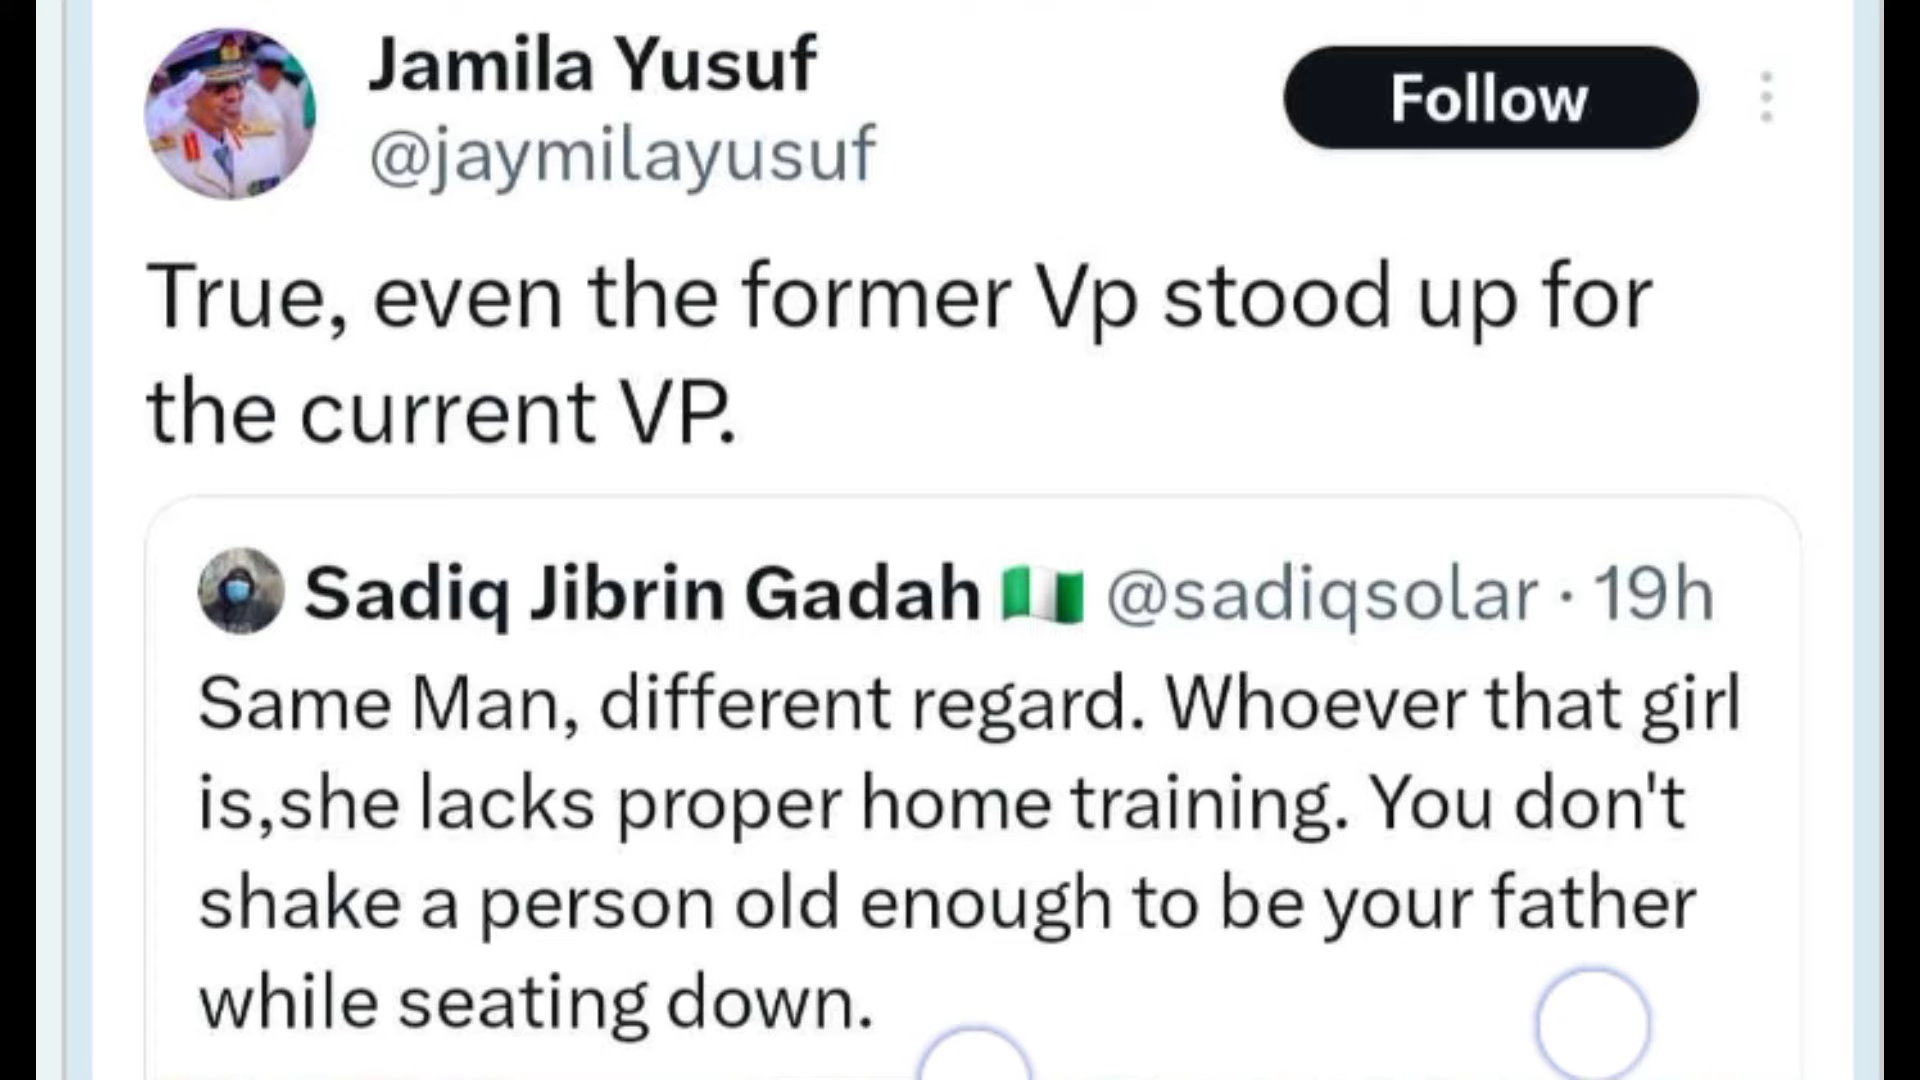 Jamila Yusuf
@jaymilayusuf
Follow
True, even the former Vp stood up for
the current VP.
Sadiq Jibrin Gadah 🇳🇬 @sadiqsolar · 19h
Same Man, different regard. Whoever that girl
is,she lacks proper home training. You don't
shake a person old enough to be your father
while seating down.